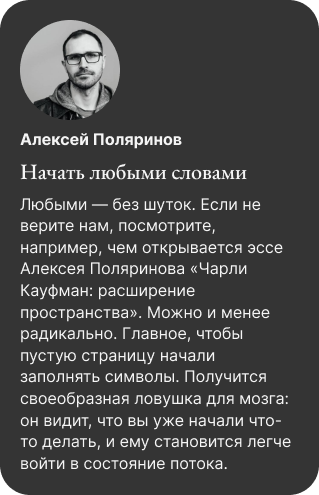 Алексей Поляринов
Начать любыми словами
Любыми — без шуток. Если не
верите нам, посмотрите,
например, чем открывается эссе
Алексея Поляринова «Чарли
Кауфман: расширение
пространства». Можно и менее
радикально. Главное, чтобы
пустую страницу начали
заполнять символы. Получится
своеобразная ловушка для мозга:
он видит, что вы уже начали что-
то делать, и ему становится легче
войти в состояние потока.